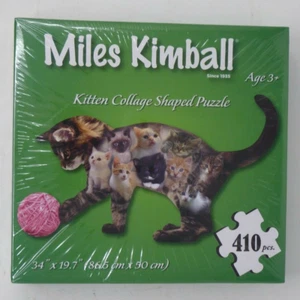 Miles Kimball
Since 1935
Age 3+
Kitten Collage Shaped Puzzle
410 pcs.
34" x 19.7" (86.5 cm x 50 cm)